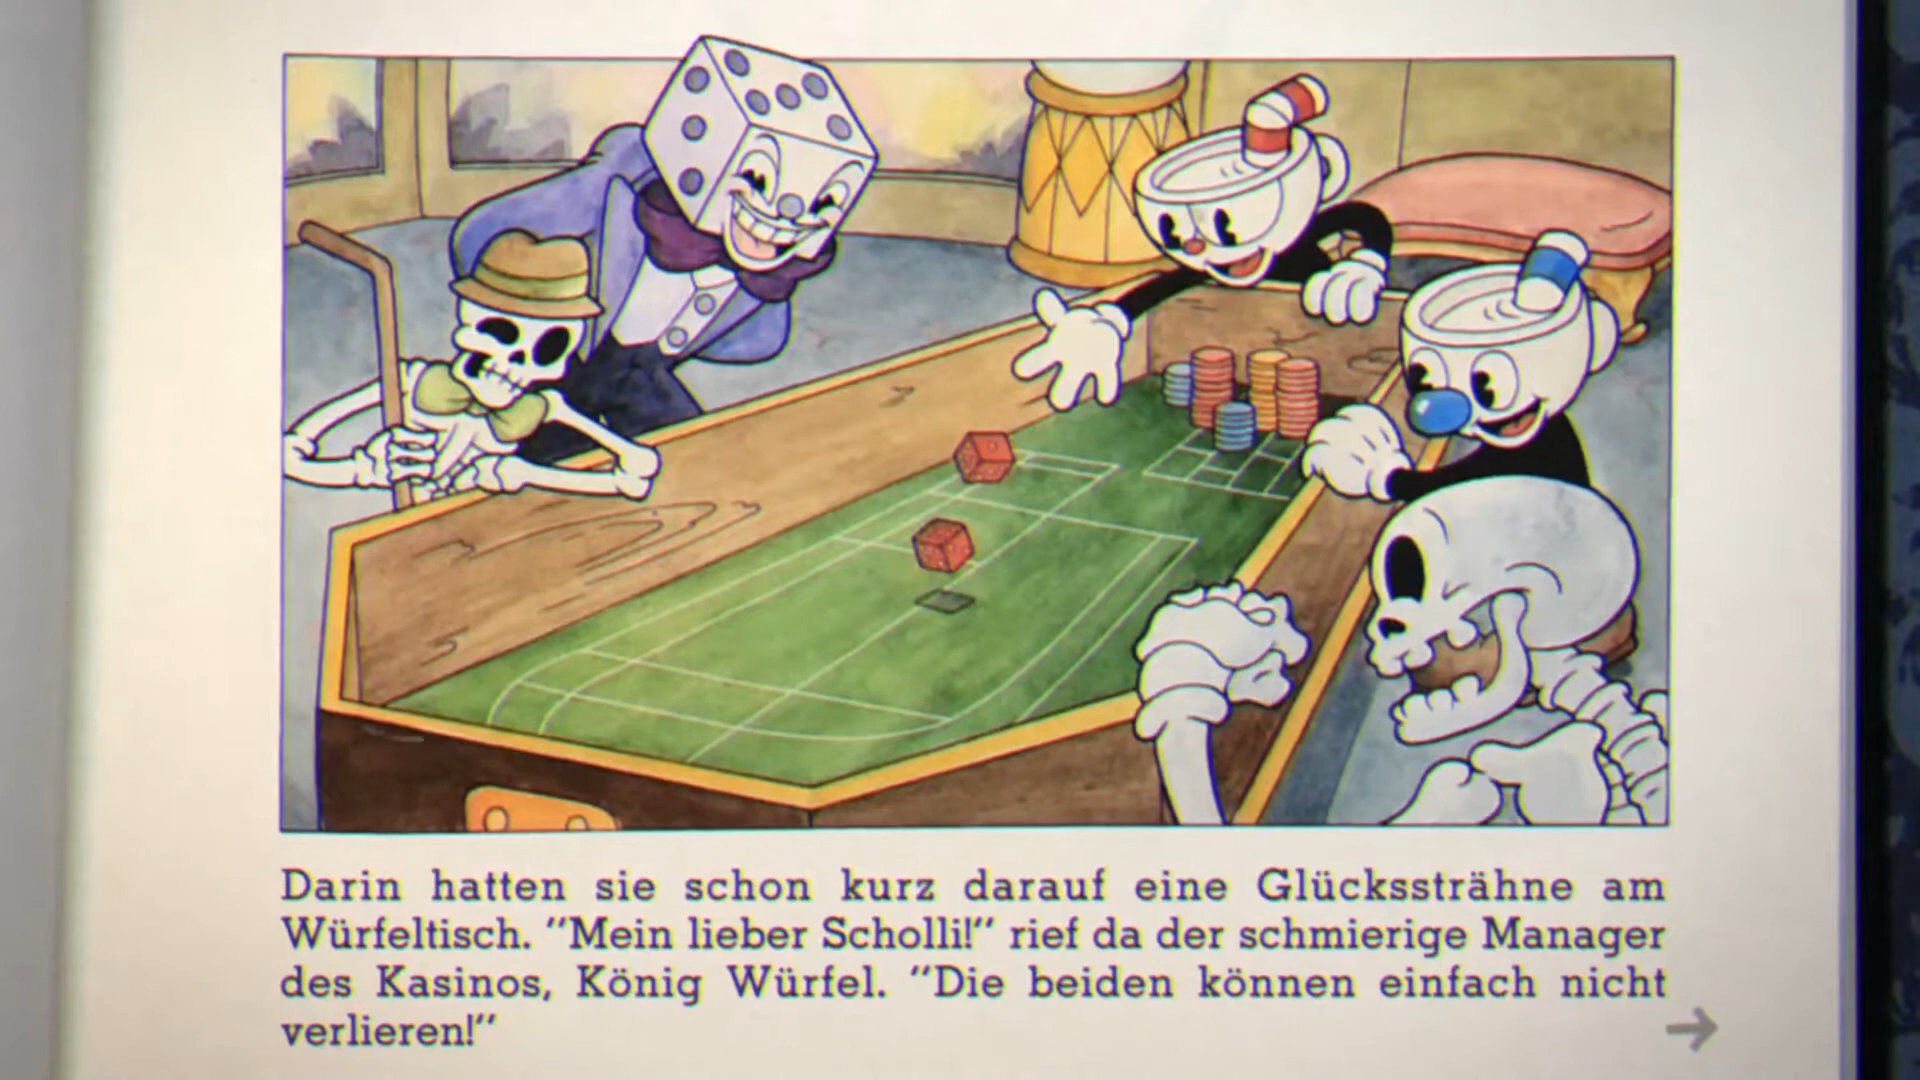 Darin hatten sie schon kurz darauf eine Glückssträhne am
Würfeltisch. "Mein lieber Scholli!" rief da der schmierige Manager
des Kasinos, König Würfel. "Die beiden können einfach nicht
verlieren!"